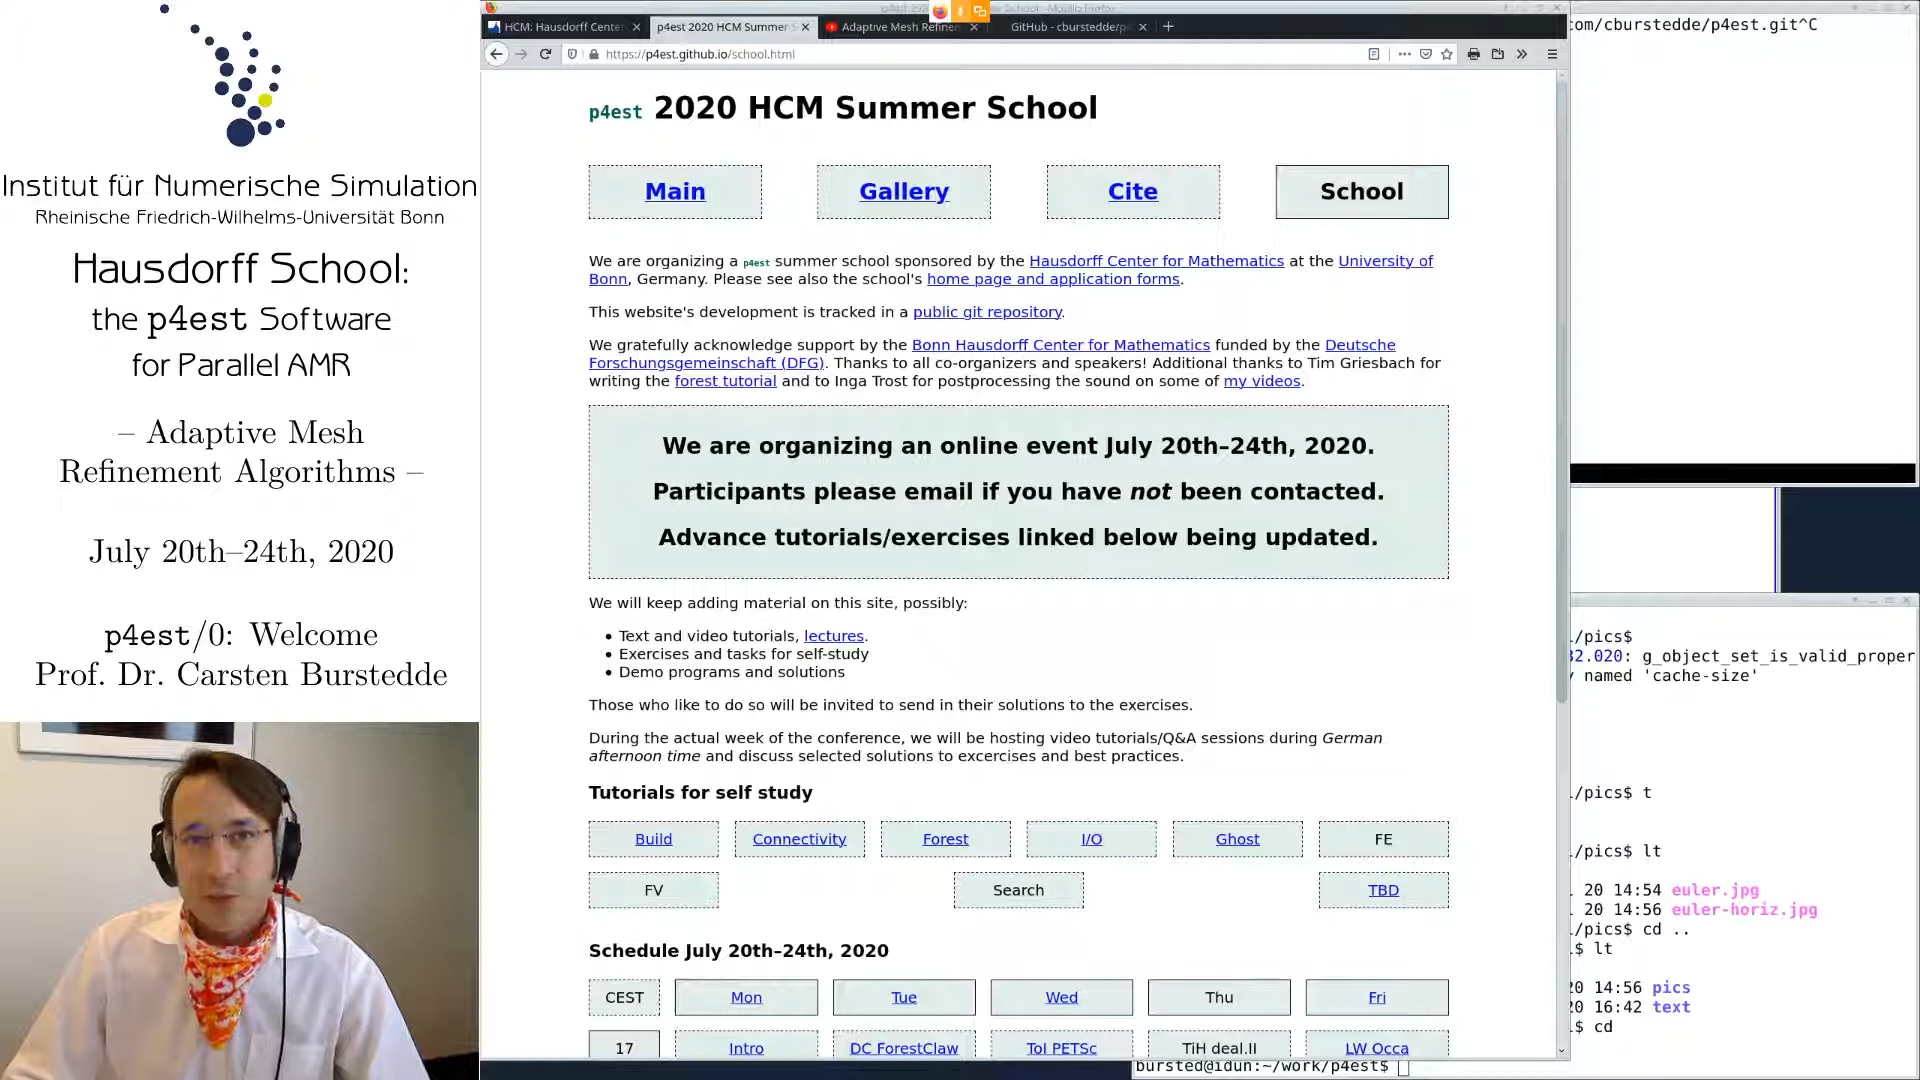 Institut für Numerische Simulation
Rheinische Friedrich-Wilhelms-Universität Bonn
Hausdorff School:
the p4est Software
for Parallel AMR
– Adaptive Mesh
Refinement Algorithms –
July 20th–24th, 2020
p4est/0: Welcome
Prof. Dr. Carsten Burstedde
HCM: Hausdorff Center
p4est 2020 HCM Summer S
Adaptive Mesh Refinem
GitHub - cburstedde/p4
https://p4est.github.io/school.html
p4est 2020 HCM Summer School
Main
Gallery
Cite
School
We are organizing a p4est summer school sponsored by the Hausdorff Center for Mathematics at the University of
Bonn, Germany. Please see also the school's home page and application forms.
This website's development is tracked in a public git repository.
We gratefully acknowledge support by the Bonn Hausdorff Center for Mathematics funded by the Deutsche
Forschungsgemeinschaft (DFG). Thanks to all co-organizers and speakers! Additional thanks to Tim Griesbach for
writing the forest tutorial and to Inga Trost for postprocessing the sound on some of my videos.
We are organizing an online event July 20th–24th, 2020.
Participants please email if you have not been contacted.
Advance tutorials/exercises linked below being updated.
We will keep adding material on this site, possibly:
• Text and video tutorials, lectures.
• Exercises and tasks for self-study
• Demo programs and solutions
Those who like to do so will be invited to send in their solutions to the exercises.
During the actual week of the conference, we will be hosting video tutorials/Q&A sessions during German
afternoon time and discuss selected solutions to excercises and best practices.
Tutorials for self study
Build
Connectivity
Forest
I/O
Ghost
FE
FV
Search
TBD
Schedule July 20th–24th, 2020
CEST
Mon
Tue
Wed
Thu
Fri
17
Intro
DC ForestClaw
ToI PETSc
TiH deal.II
LW Occa
com/cburstedde/p4est.git^C
./pics$
32.020: g_object_set_is_valid_proper
y named 'cache-size'
./pics$ t
./pics$ lt
20 14:54 euler.jpg
20 14:56 euler-horiz.jpg
./pics$ cd ..
$ lt
20 14:56 pics
20 16:42 text
$ cd
bursted@idun:~/work/p4est$